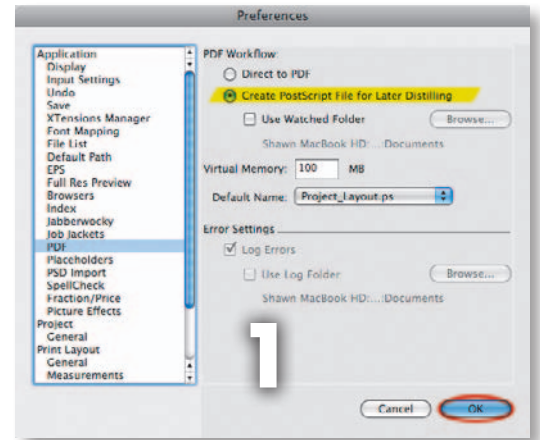 Preferences
Application
Display
Input Settings
Undo
Save
XTensions Manager
Font Mapping
File List
Default Path
EPS
Full Res Preview
Browsers
Index
Jabberwocky
Job Jackets
PDF
Placeholders
PSD Import
SpellCheck
Fraction/Price
Picture Effects
Project
General
Print Layout
General
Measurements
PDF Workflow:
Direct to PDF
Create PostScript File for Later Distilling
Use Watched Folder Browse...
Shawn MacBook HD:...:Documents
Virtual Memory: 100 MB
Default Name: Project_Layout.ps
Error Settings
Log Errors
Use Log Folder Browse...
Shawn MacBook HD:...:Documents
1
Cancel OK